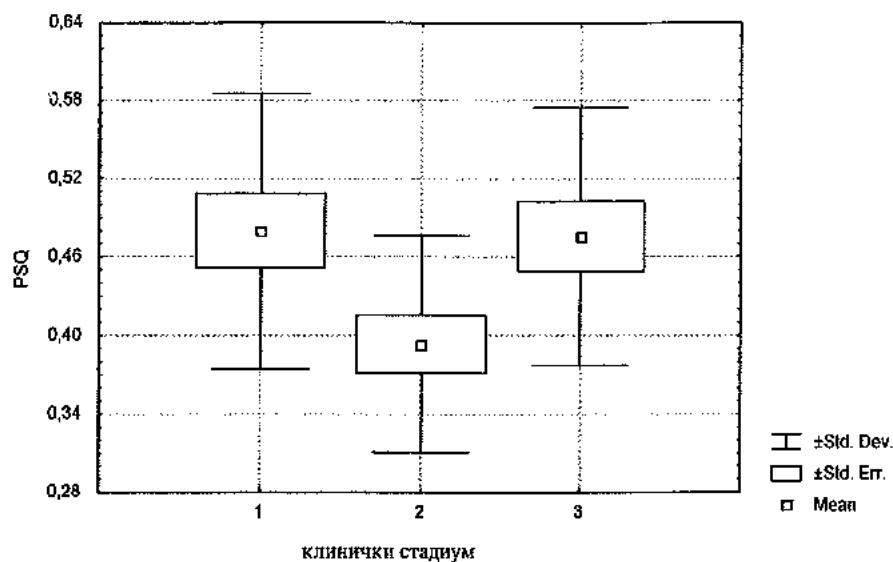 0,64
0,58
0,52
0,46
0,40
0,34
0,28
PSQ
1 2 3
клинички стадиум
±Std. Dev.
±Std. Err.
Mean